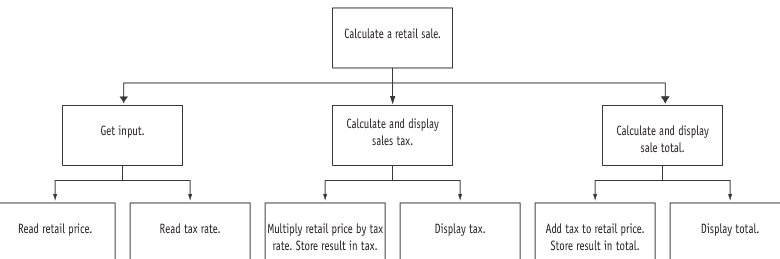 Calculate a retail sale.
Get input.
Calculate and display
sales tax.
Calculate and display
sale total.
Read retail price.
Read tax rate.
Multiply retail price by tax
rate. Store result in tax.
Display tax.
Add tax to retail price.
Store result in total.
Display total.